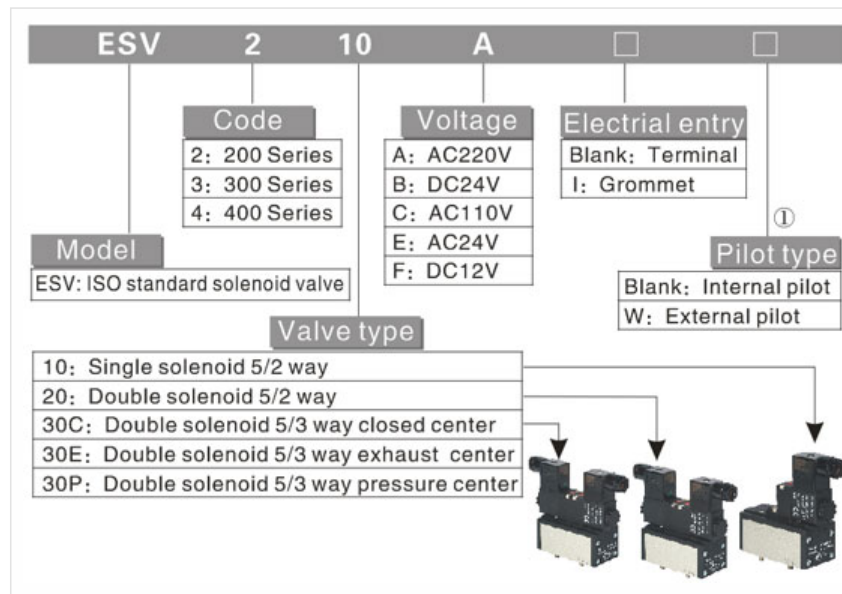 ESV 2 10 A □ □
Code
2: 200 Series
3: 300 Series
4: 400 Series
Voltage
A: AC220V
B: DC24V
C: AC110V
E: AC24V
F: DC12V
Electrial entry
Blank: Terminal
I: Grommet
①
Model
ESV: ISO standard solenoid valve
Pilot type
Blank: Internal pilot
W: External pilot
Valve type
10: Single solenoid 5/2 way
20: Double solenoid 5/2 way
30C: Double solenoid 5/3 way closed center
30E: Double solenoid 5/3 way exhaust center
30P: Double solenoid 5/3 way pressure center